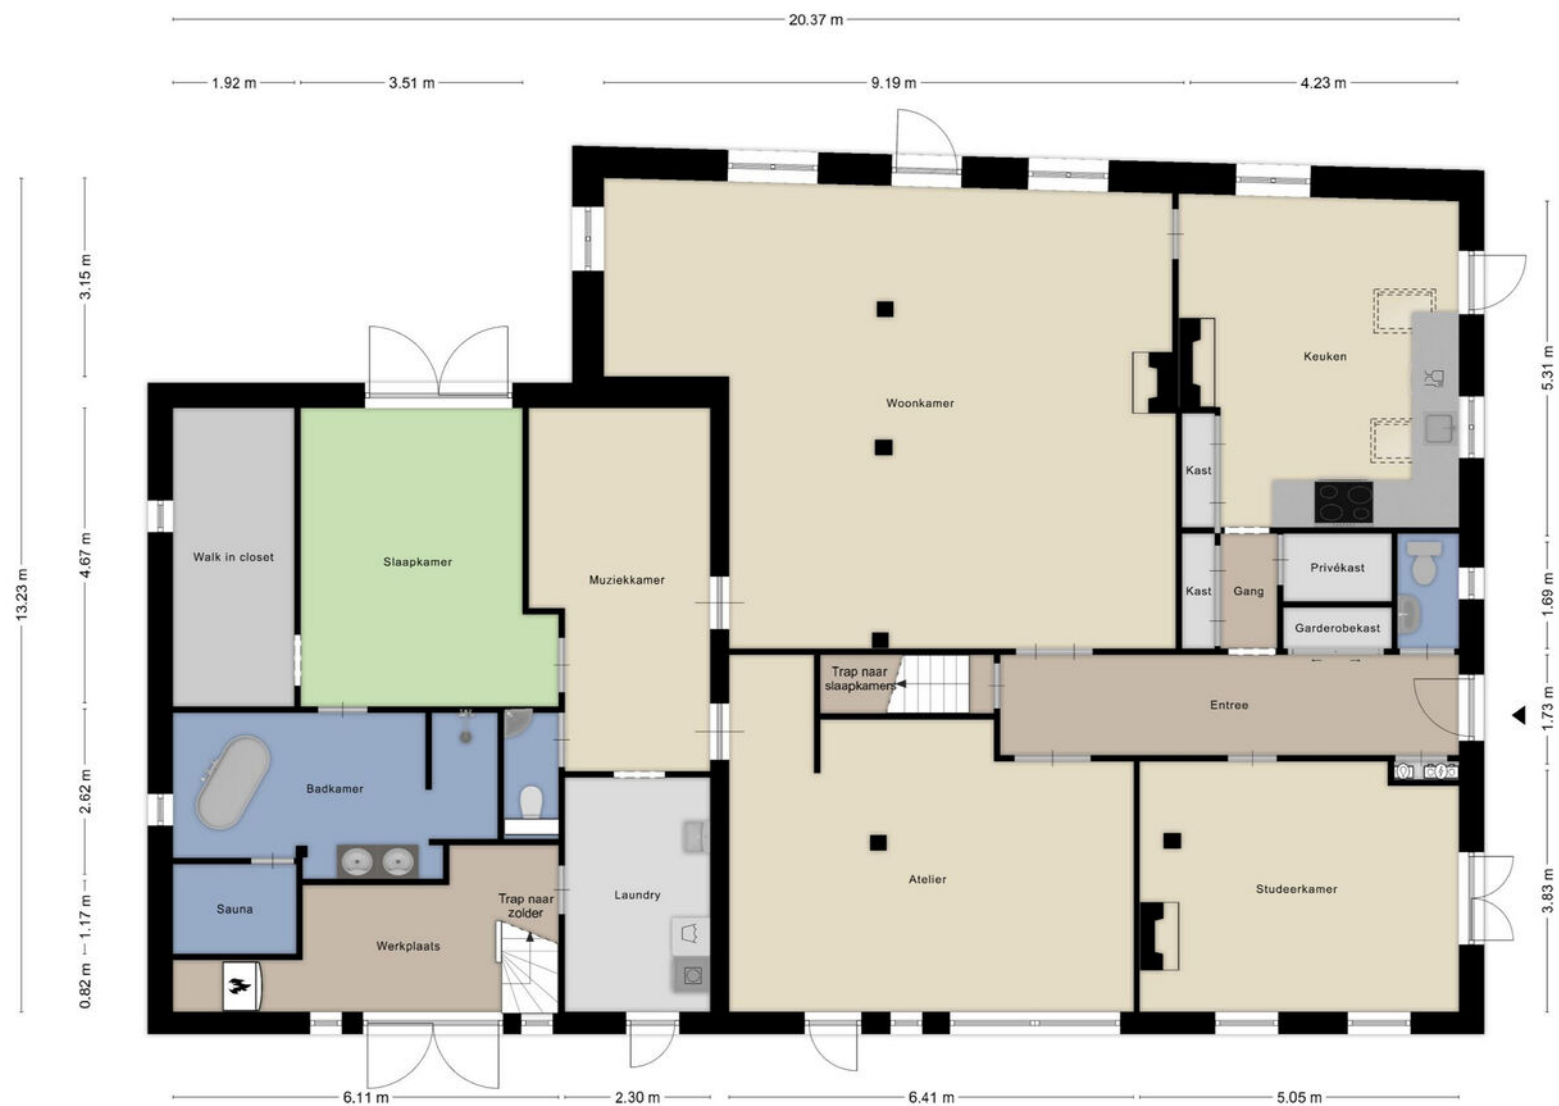 20.37 m
1.92 m
3.51 m
9.19 m
4.23 m
13.23 m
3.15 m
4.67 m
2.62 m
1.17 m
0.82 m
5.31 m
1.69 m
1.73 m
3.83 m
Keuken
Woonkamer
Kast
Walk in closet
Slaapkamer
Muziekkamer
Kast
Gang
Privékast
Garderobekast
Trap naar
slaapkamers
Entree
Badkamer
Atelier
Studeerkamer
Laundry
Trap naar
zolder
Sauna
Werkplaats
6.11 m
2.30 m
6.41 m
5.05 m